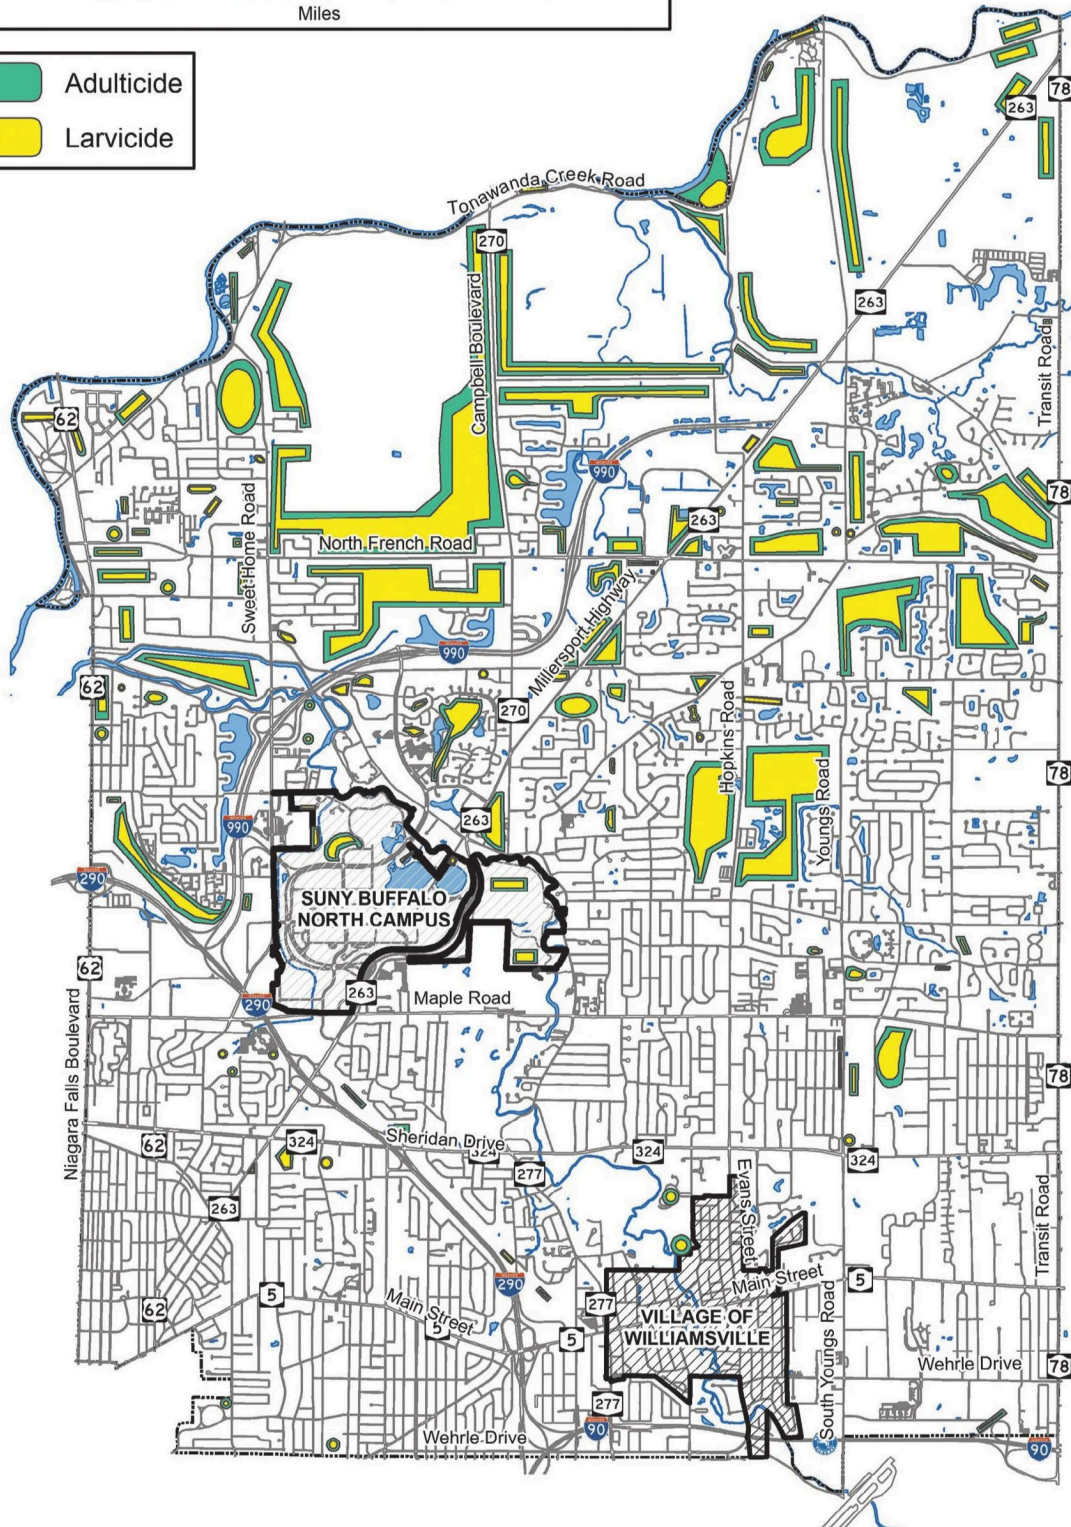 Miles
Adulticide
Larvicide
78
263
Tonawanda Creek Road
270
263
Campbell Boulevard
Transit Road
62
990
78
Sweet Home Road
263
North French Road
Millersport Highway
990
62
270
Hopkins Road
78
Youngs Road
263
990
290
SUNY BUFFALO
NORTH CAMPUS
62
263
Maple Road
290
Niagara Falls Boulevard
78
Sheridan Drive
62
324
324
324
324
277
Evans Street
263
Transit Road
Main Street
5
290
5
62
277
Main Street
5
5
VILLAGE OF
WILLIAMSVILLE
South Youngs Road
Wehrle Drive
78
277
Wehrle Drive
90
90